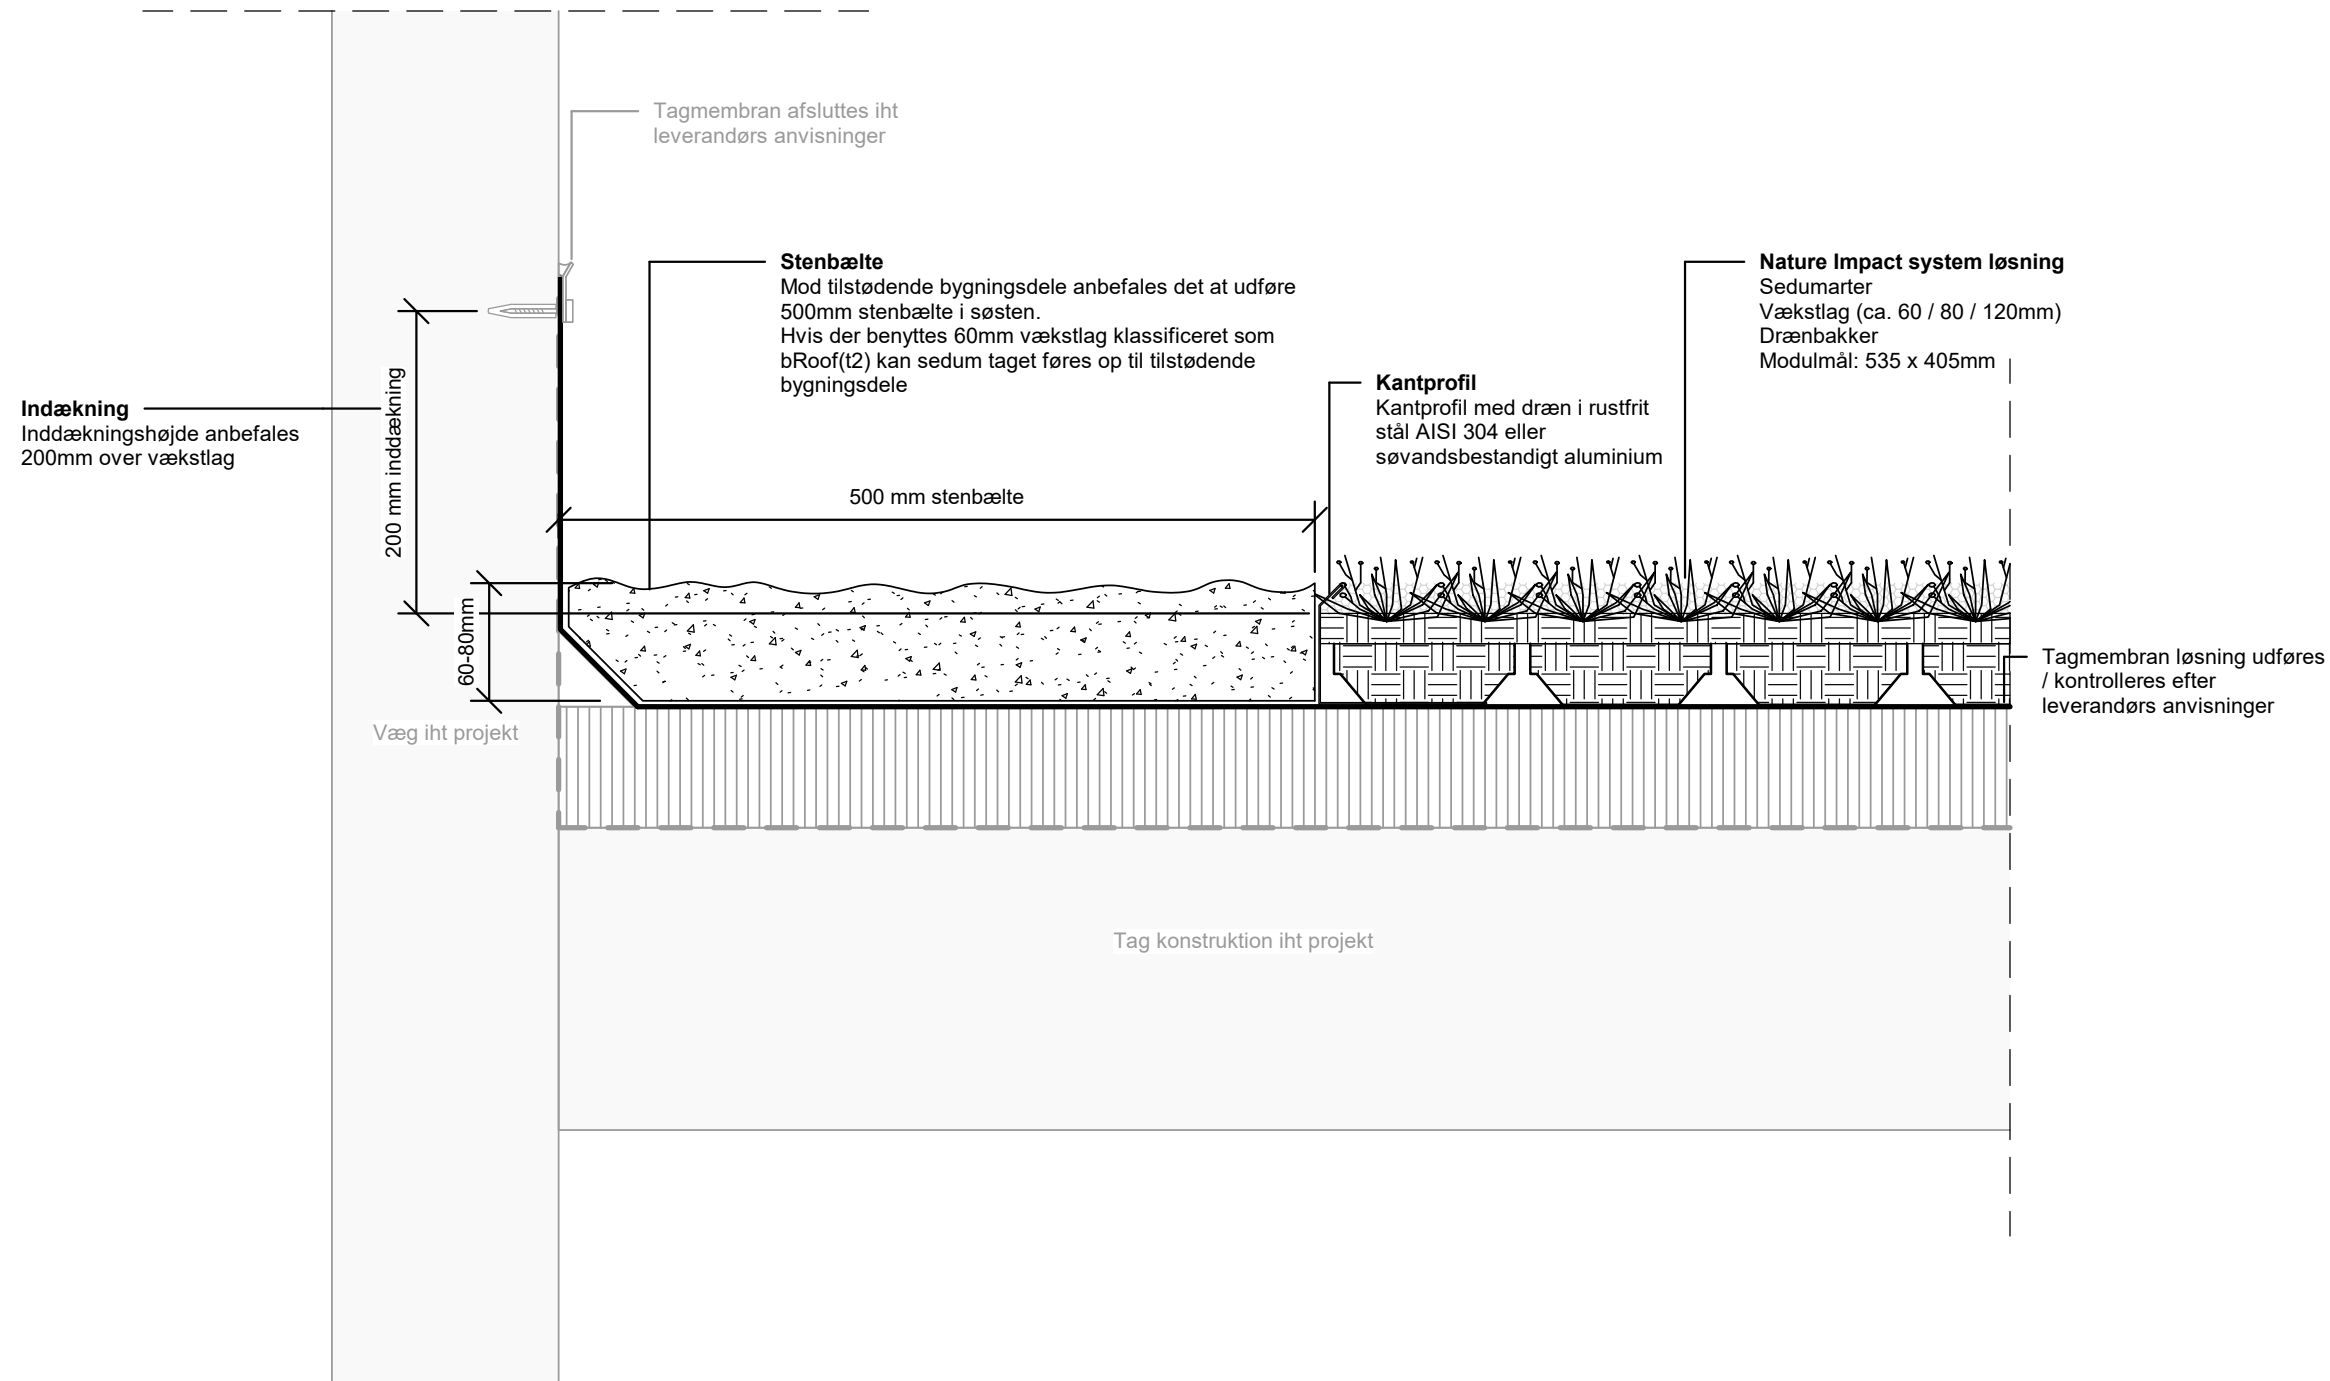 Tagmembran afsluttes iht
leverandørs anvisninger
Stenbælte
Mod tilstødende bygningsdele anbefales det at udføre
500mm stenbælte i søsten.
Hvis der benyttes 60mm vækstlag klassificeret som
bRoof(t2) kan sedum taget føres op til tilstødende
bygningsdele
Nature Impact system løsning
Sedumarter
Vækstlag (ca. 60 / 80 / 120mm)
Drænbakker
Modulmål: 535 x 405mm
Kantprofil
Kantprofil med dræn i rustfrit
stål AISI 304 eller
søvandsbestandigt aluminium
Indækning
Inddækningshøjde anbefales
200mm over vækstlag
200 mm inddækning
500 mm stenbælte
60-80mm
Tagmembran løsning udføres
/ kontrolleres efter
leverandørs anvisninger
Væg iht projekt
Tag konstruktion iht projekt